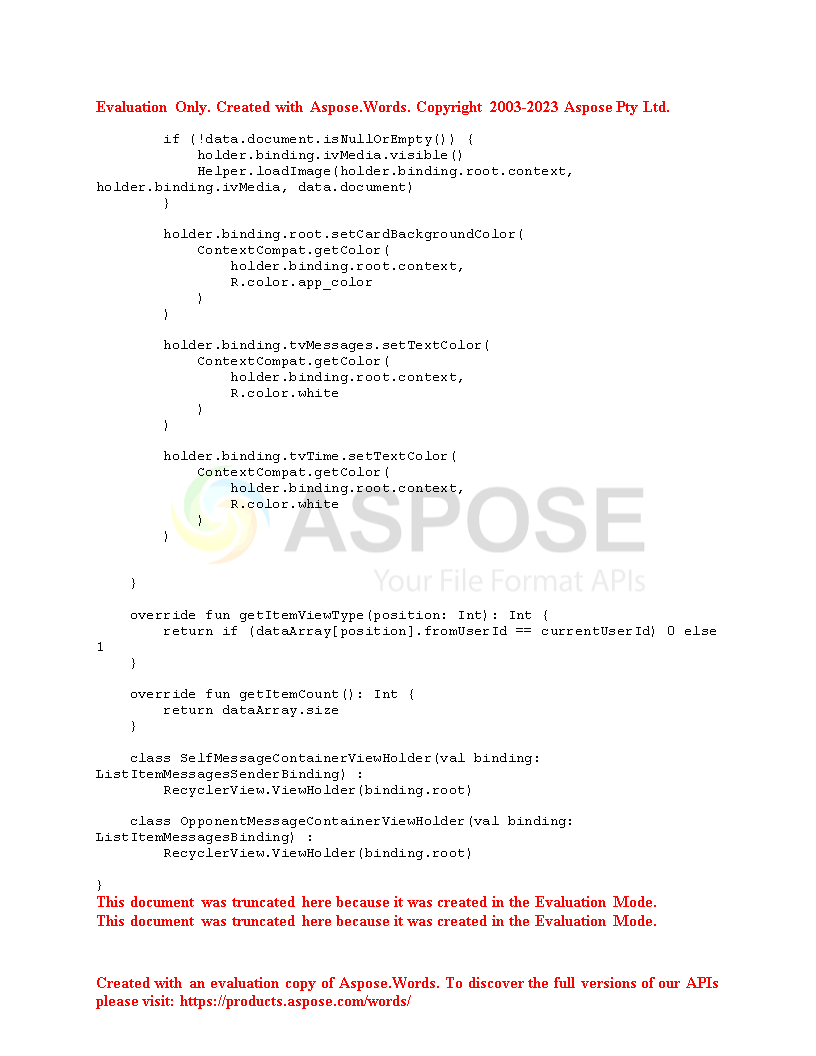 Evaluation Only. Created with Aspose.Words. Copyright 2003-2023 Aspose Pty Ltd.
        if (!data.document.isNullOrEmpty()) {
            holder.binding.ivMedia.visible()
            Helper.loadImage(holder.binding.root.context,
holder.binding.ivMedia, data.document)
        }
        holder.binding.root.setCardBackgroundColor(
            ContextCompat.getColor(
                holder.binding.root.context,
                R.color.app_color
            )
        )
        holder.binding.tvMessages.setTextColor(
            ContextCompat.getColor(
                holder.binding.root.context,
                R.color.white
            )
        )
        holder.binding.tvTime.setTextColor(
            ContextCompat.getColor(
                holder.binding.root.context,
                R.color.white
            )
        )
ASPOSE
Your File Format APIs
    }
    override fun getItemViewType(position: Int): Int {
        return if (dataArray[position].fromUserId == currentUserId) 0 else
1
    }
    override fun getItemCount(): Int {
        return dataArray.size
    }
    class SelfMessageContainerViewHolder(val binding:
ListItemMessagesSenderBinding) :
        RecyclerView.ViewHolder(binding.root)
    class OpponentMessageContainerViewHolder(val binding:
ListItemMessagesBinding) :
        RecyclerView.ViewHolder(binding.root)
}
This document was truncated here because it was created in the Evaluation Mode.
This document was truncated here because it was created in the Evaluation Mode.
Created with an evaluation copy of Aspose.Words. To discover the full versions of our APIs
please visit: https://products.aspose.com/words/